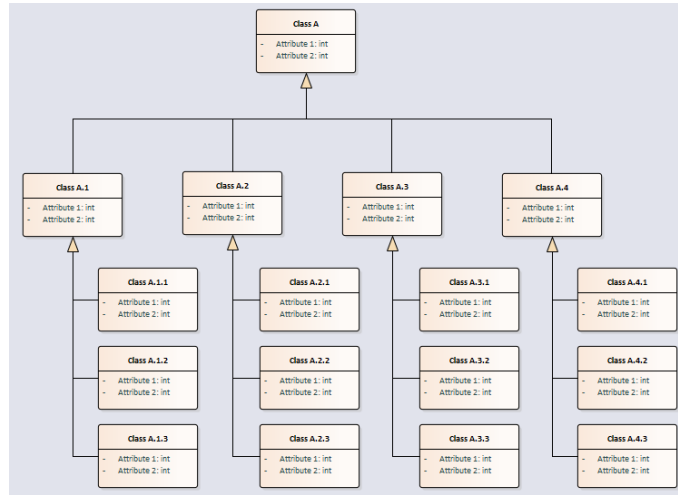 Class A
- Attribute 1: int
- Attribute 2: int
Class A.1
- Attribute 1: int
- Attribute 2: int
Class A.2
- Attribute 1: int
- Attribute 2: int
Class A.3
- Attribute 1: int
- Attribute 2: int
Class A.4
- Attribute 1: int
- Attribute 2: int
Class A.1.1
- Attribute 1: int
- Attribute 2: int
Class A.2.1
- Attribute 1: int
- Attribute 2: int
Class A.3.1
- Attribute 1: int
- Attribute 2: int
Class A.4.1
- Attribute 1: int
- Attribute 2: int
Class A.1.2
- Attribute 1: int
- Attribute 2: int
Class A.2.2
- Attribute 1: int
- Attribute 2: int
Class A.3.2
- Attribute 1: int
- Attribute 2: int
Class A.4.2
- Attribute 1: int
- Attribute 2: int
Class A.1.3
- Attribute 1: int
- Attribute 2: int
Class A.2.3
- Attribute 1: int
- Attribute 2: int
Class A.3.3
- Attribute 1: int
- Attribute 2: int
Class A.4.3
- Attribute 1: int
- Attribute 2: int